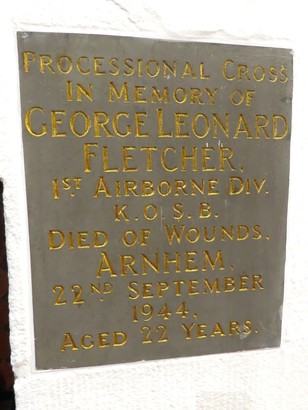 PROCESSIONAL CROSS
IN MEMORY OF
GEORGE LEONARD
FLETCHER.
1ST AIRBORNE DIV.
K.O.S.B.
DIED OF WOUNDS.
ARNHEM.
22ND SEPTEMBER
1944.
AGED 22 YEARS.